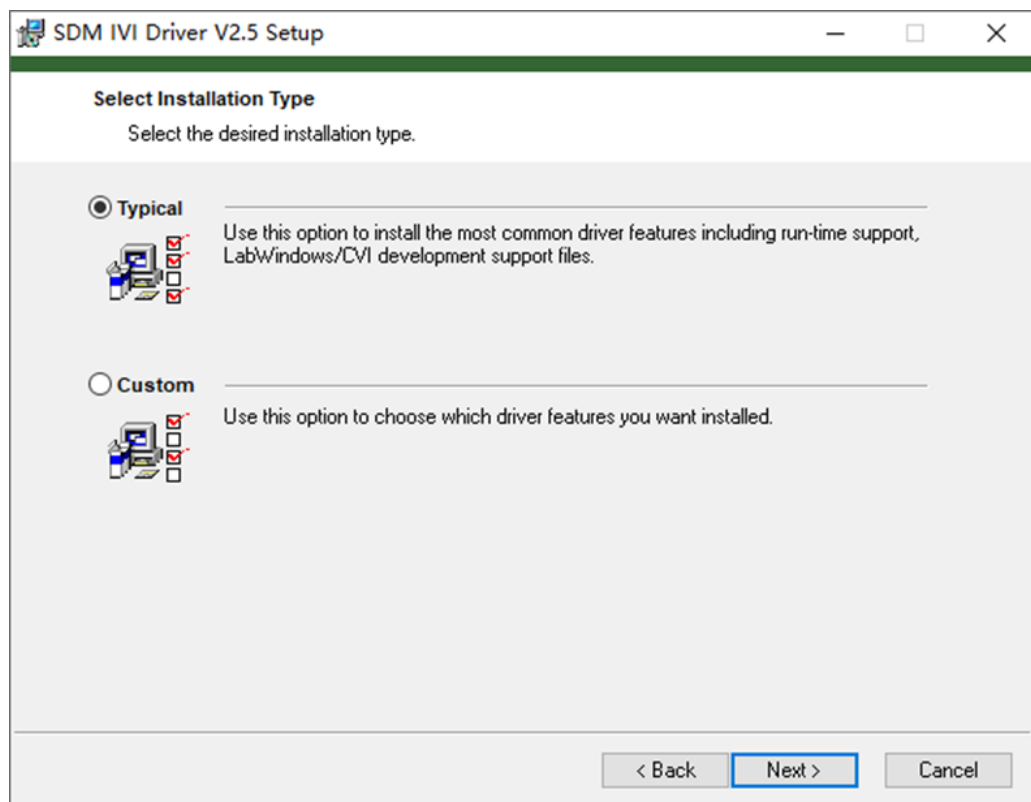 SDM IVI Driver V2.5 Setup
Select Installation Type
Select the desired installation type.
Typical
Use this option to install the most common driver features including run-time support,
LabWindows/CVI development support files.
Custom
Use this option to choose which driver features you want installed.
< Back
Next >
Cancel